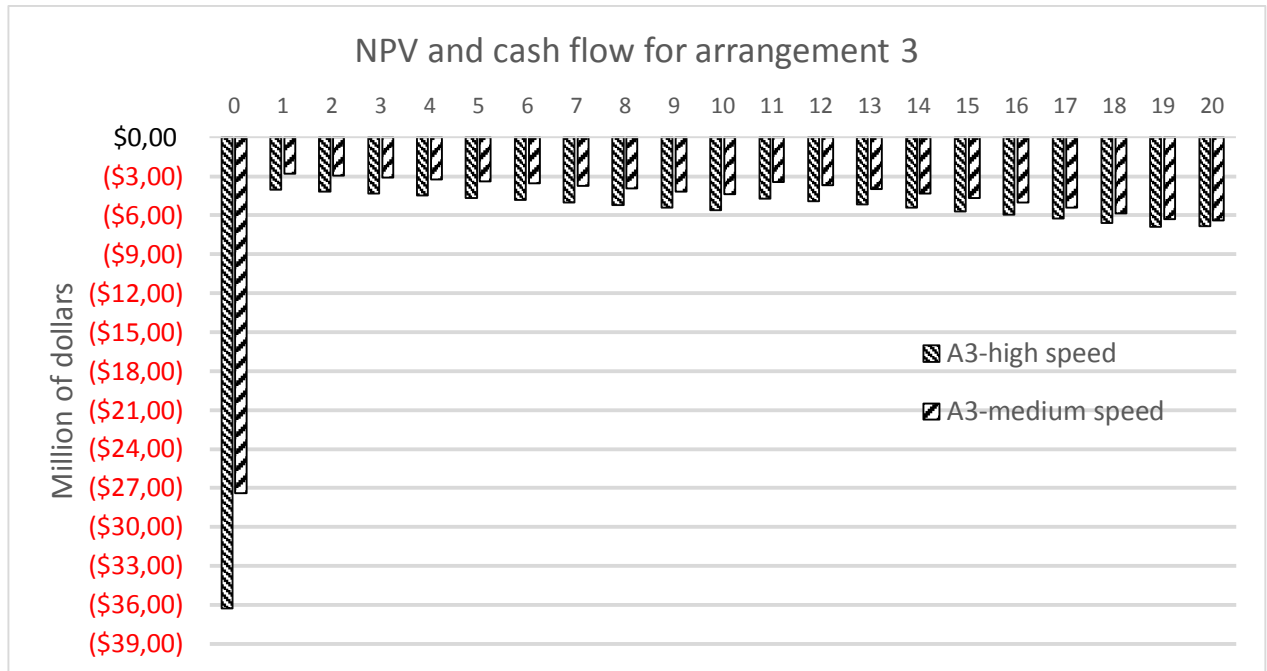 NPV and cash flow for arrangement 3
0 1 2 3 4 5 6 7 8 9 10 11 12 13 14 15 16 17 18 19 20
$0,00
($3,00)
($6,00)
($9,00)
($12,00)
($15,00)
($18,00)
($21,00)
($24,00)
($27,00)
($30,00)
($33,00)
($36,00)
($39,00)
Million of dollars
A3-high speed
A3-medium speed